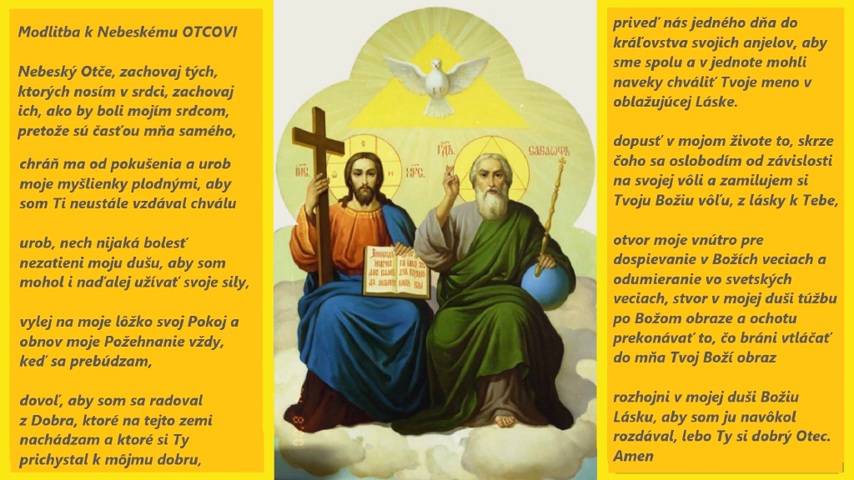 Modlitba k Nebeskému OTCOVI
Nebeský Otče, zachovaj tých,
ktorých nosím v srdci, zachovaj
ich, ako by boli mojím srdcom,
pretože sú časťou mňa samého,
chráň ma od pokušenia a urob
moje myšlienky plodnými, aby
som Ti neustále vzdával chválu
urob, nech nijaká bolesť
nezatieni moju dušu, aby som
mohol i naďalej užívať svoje sily,
vylej na moje lôžko svoj Pokoj a
obnov moje Požehnanie vždy,
keď sa prebúdzam,
dovoľ, aby som sa radoval
z Dobra, ktoré na tejto zemi
nachádzam a ktoré si Ty
prichystal k môjmu dobru,
ГДЬ САВАОѲЪ
ІИС ХРС
priveď nás jedného dňa do
kráľovstva svojich anjelov, aby
sme spolu a v jednote mohli
naveky chváliť Tvoje meno v
oblažujúcej Láske.
dopusť v mojom živote to, skrze
čoho sa oslobodím od závislosti
na svojej vôli a zamilujem si
Tvoju Božiu vôľu, z lásky k Tebe,
otvor moje vnútro pre
dospievanie v Božích veciach a
odumieranie vo svetských
veciach, stvor v mojej duši túžbu
po Božom obraze a ochotu
prekonávať to, čo bráni vtláčať
do mňa Tvoj Boží obraz
rozhojni v mojej duši Božiu
Lásku, aby som ju navôkol
rozdával, lebo Ty si dobrý Otec.
Amen